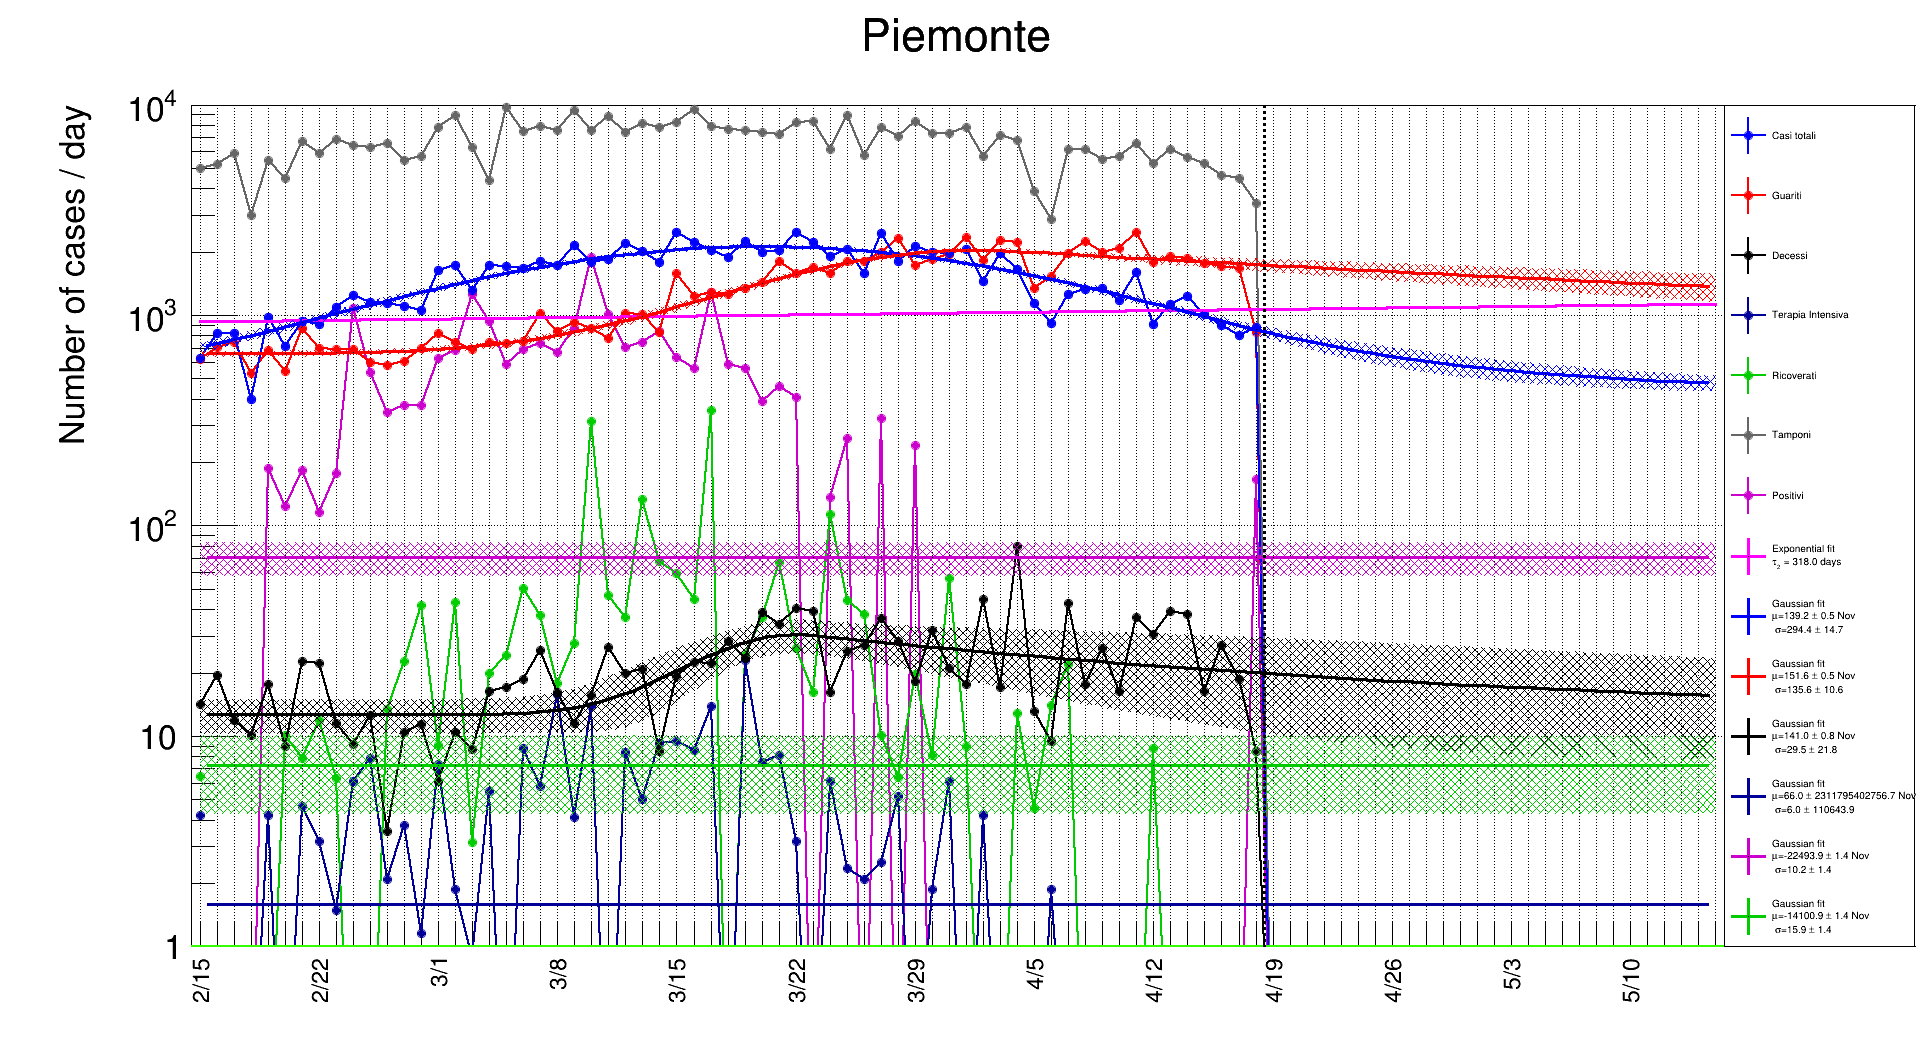 Piemonte
Number of cases / day
10⁴
10³
10²
10
1
2/15
2/22
3/1
3/8
3/15
3/22
3/29
4/5
4/12
4/19
4/26
5/3
5/10
Casi totali
Guariti
Decessi
Terapia Intensiva
Ricoverati
Tamponi
Positivi
Exponential fit
τ₂ = 318.0 days
Gaussian fit
μ=139.2 ± 0.5 Nov
σ=294.4 ± 14.7
Gaussian fit
μ=151.6 ± 0.5 Nov
σ=135.6 ± 10.6
Gaussian fit
μ=141.0 ± 0.8 Nov
σ=29.5 ± 21.8
Gaussian fit
μ=66.0 ± 2311795402756.7 Nov
σ=6.0 ± 110643.9
Gaussian fit
μ=-22493.9 ± 1.4 Nov
σ=10.2 ± 1.4
Gaussian fit
μ=-14100.9 ± 1.4 Nov
σ=15.9 ± 1.4